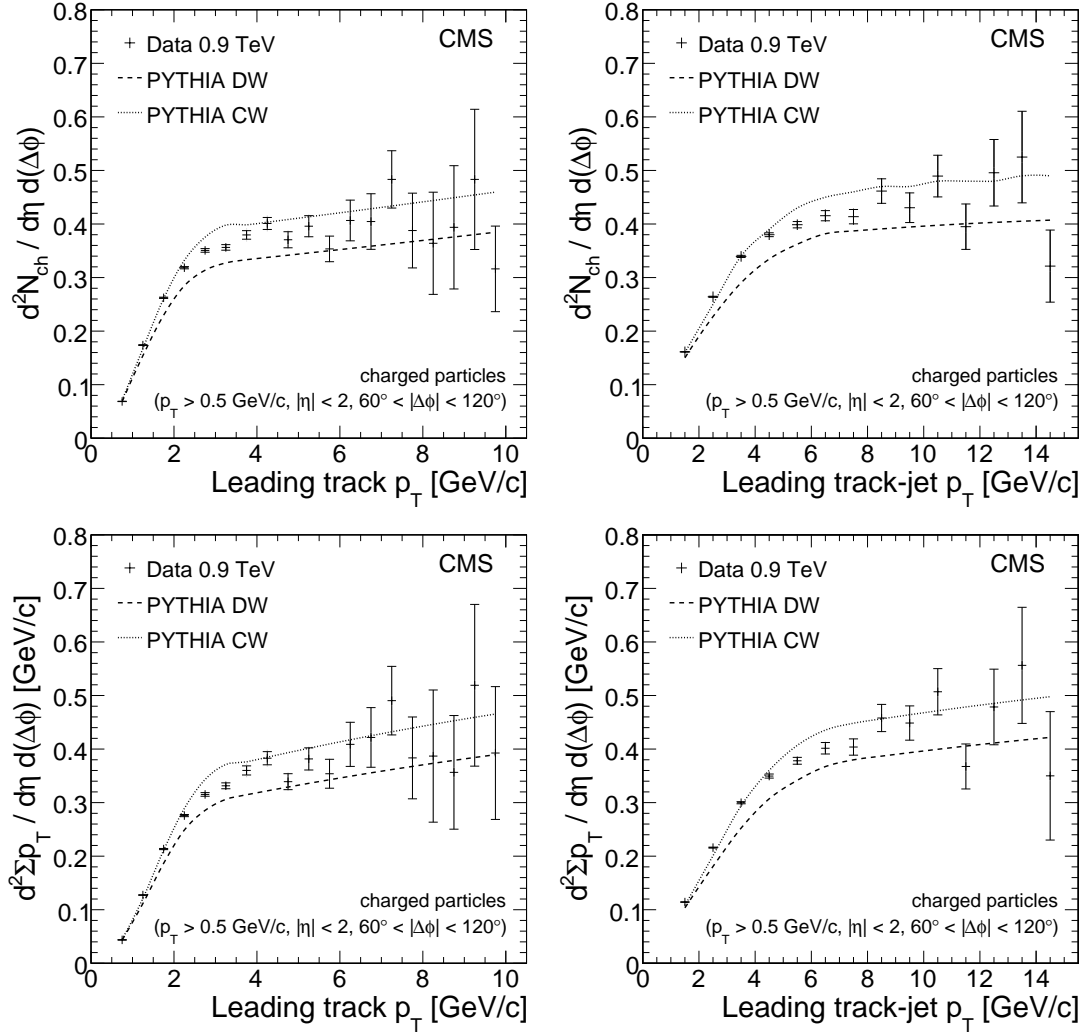 0.8
0.7
0.6
0.5
0.4
0.3
0.2
0.1
0
d²N_ch / dη d(Δϕ)
CMS
Data 0.9 TeV
PYTHIA DW
PYTHIA CW
charged particles
(p_T > 0.5 GeV/c, |η| < 2, 60° < |Δϕ| < 120°)
0 2 4 6 8 10
Leading track p_T [GeV/c]
0.8
0.7
0.6
0.5
0.4
0.3
0.2
0.1
0
d²N_ch / dη d(Δϕ)
CMS
Data 0.9 TeV
PYTHIA DW
PYTHIA CW
charged particles
(p_T > 0.5 GeV/c, |η| < 2, 60° < |Δϕ| < 120°)
0 2 4 6 8 10 12 14
Leading track-jet p_T [GeV/c]
0.8
0.7
0.6
0.5
0.4
0.3
0.2
0.1
0
d²Σp_T / dη d(Δϕ) [GeV/c]
CMS
Data 0.9 TeV
PYTHIA DW
PYTHIA CW
charged particles
(p_T > 0.5 GeV/c, |η| < 2, 60° < |Δϕ| < 120°)
0 2 4 6 8 10
Leading track p_T [GeV/c]
0.8
0.7
0.6
0.5
0.4
0.3
0.2
0.1
0
d²Σp_T / dη d(Δϕ) [GeV/c]
CMS
Data 0.9 TeV
PYTHIA DW
PYTHIA CW
charged particles
(p_T > 0.5 GeV/c, |η| < 2, 60° < |Δϕ| < 120°)
0 2 4 6 8 10 12 14
Leading track-jet p_T [GeV/c]